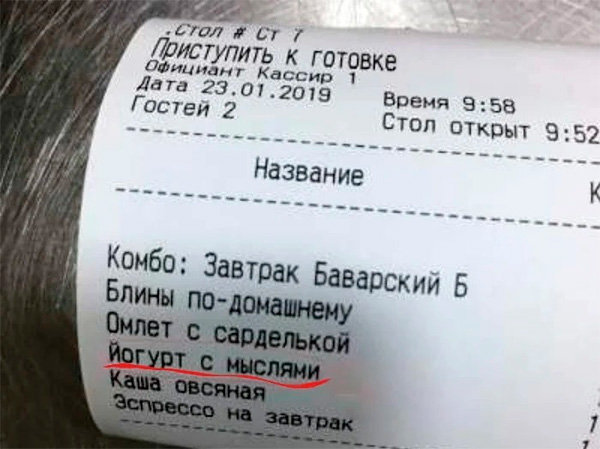 .Стол # Ст 7
Приступить к готовке
Официант Кассир 1
Дата 23.01.2019 Время 9:58
Гостей 2 Стол открыт 9:52
Название К
Комбо: Завтрак Баварский Б
Блины по-домашнему
Омлет с сарделькой
йогурт с мыслями
Каша овсяная
Эспрессо на завтрак 1